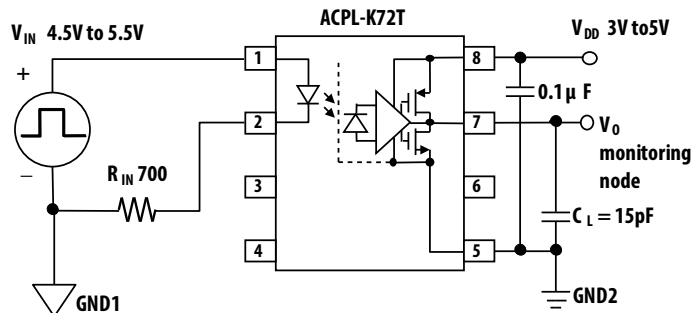 ACPL-K72T
V IN 4.5V to 5.5V
V DD 3V to5V
1
8
+
0.1 µ F
2
7
V O
monitoring
node
–
R IN 700
3
6
C L = 15pF
4
5
GND1
GND2